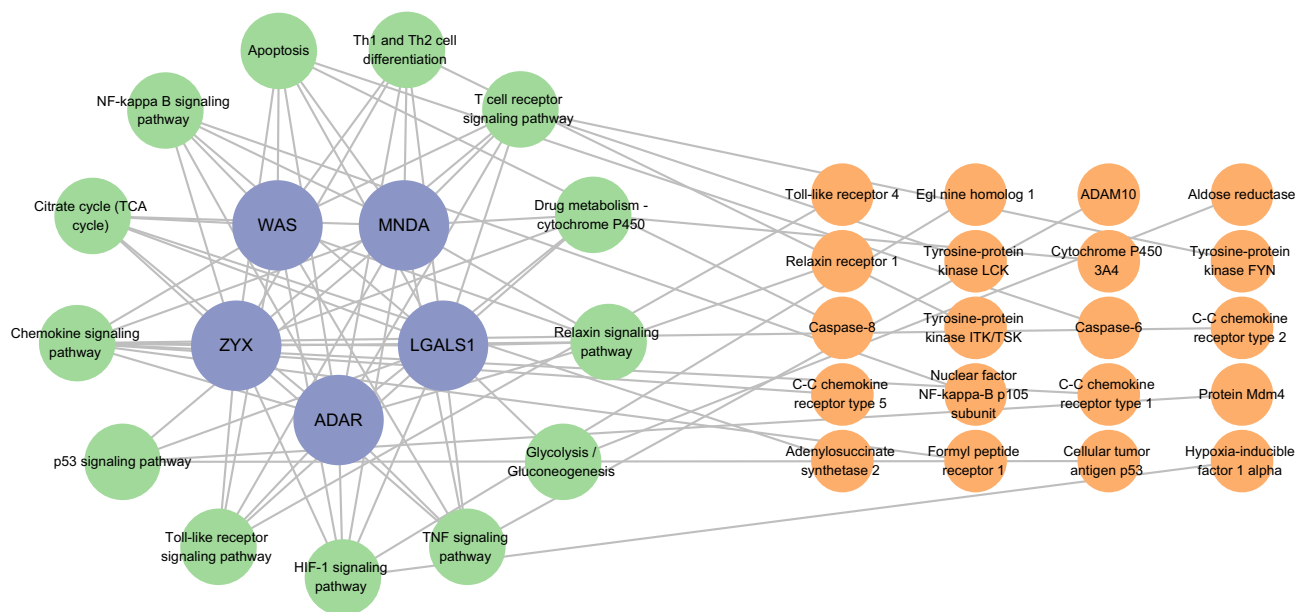 Apoptosis
Th1 and Th2 cell
differentiation
NF-kappa B signaling
pathway
T cell receptor
signaling pathway
Citrate cycle (TCA
cycle)
WAS
MNDA
Drug metabolism -
cytochrome P450
Chemokine signaling
pathway
ZYX
LGALS1
Relaxin signaling
pathway
ADAR
p53 signaling pathway
Glycolysis /
Gluconeogenesis
Toll-like receptor
signaling pathway
HIF-1 signaling
pathway
TNF signaling
pathway
Toll-like receptor 4
Egl nine homolog 1
ADAM10
Aldose reductase
Relaxin receptor 1
Tyrosine-protein
kinase LCK
Cytochrome P450
3A4
Tyrosine-protein
kinase FYN
Caspase-8
Tyrosine-protein
kinase ITK/TSK
Caspase-6
C-C chemokine
receptor type 2
C-C chemokine
receptor type 5
Nuclear factor
NF-kappa-B p105
subunit
C-C chemokine
receptor type 1
Protein Mdm4
Adenylosuccinate
synthetase 2
Formyl peptide
receptor 1
Cellular tumor
antigen p53
Hypoxia-inducible
factor 1 alpha